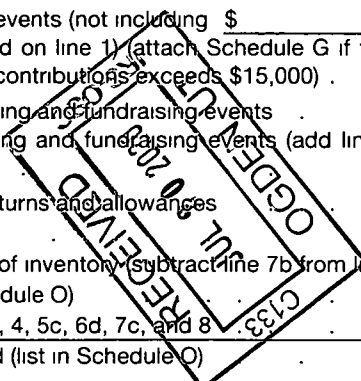 events (not including $
d on line 1) (attach Schedule G if
contributions exceeds $15,000) .
ing and fundraising events .
ng and fundraising events (add lin
turns and allowances
of inventory (subtract line 7b from l
dule O) . . .
, 4, 5c, 6d, 7c, and 8 .
d (list in Schedule O) .
RECEIVED
JUL
OGDEN, UT
C133